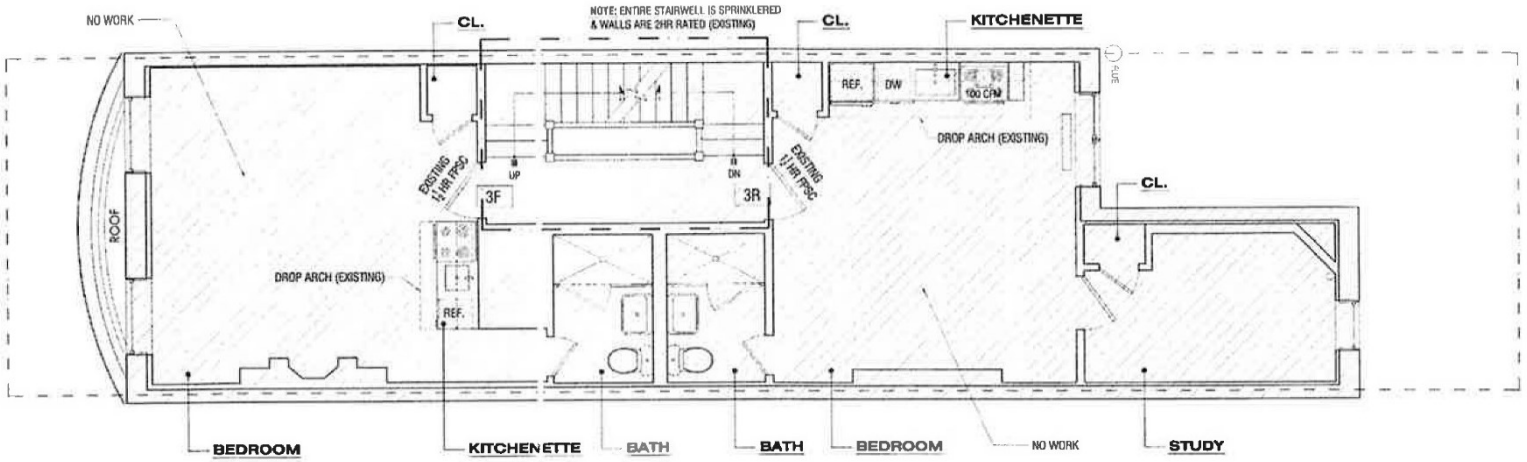 NO WORK
CL.
NOTE: ENTIRE STAIRWELL IS SPRINKLERED
& WALLS ARE 2HR RATED (EXISTING)
CL.
KITCHENETTE
REF.
DW
100 CFM
DROP ARCH (EXISTING)
EXISTING
1½ HR FPSC
UP
DN
EXISTING
1½ HR FPSC
3F
3R
CL.
ROOF
DROP ARCH (EXISTING)
REF.
BEDROOM
KITCHENETTE
BATH
BATH
BEDROOM
NO WORK
STUDY